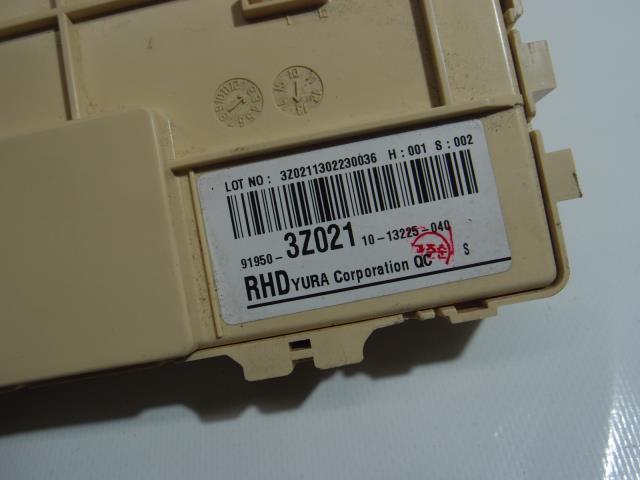 LOT NO : 3Z0211302230036 H : 001 S : 002
91950- 3Z021 10-13225-040
RHD YURA Corporation QC S